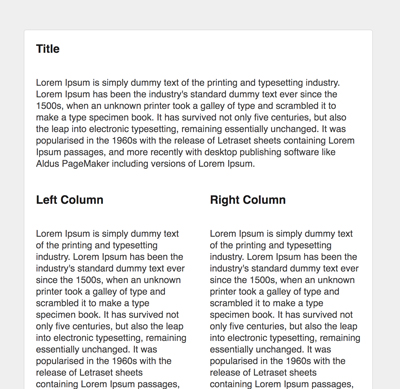 Title
Lorem Ipsum is simply dummy text of the printing and typesetting industry.
Lorem Ipsum has been the industry's standard dummy text ever since the
1500s, when an unknown printer took a galley of type and scrambled it to
make a type specimen book. It has survived not only five centuries, but also
the leap into electronic typesetting, remaining essentially unchanged. It was
popularised in the 1960s with the release of Letraset sheets containing Lorem
Ipsum passages, and more recently with desktop publishing software like
Aldus PageMaker including versions of Lorem Ipsum.
Left Column
Lorem Ipsum is simply dummy text
of the printing and typesetting
industry. Lorem Ipsum has been the
industry's standard dummy text ever
since the 1500s, when an unknown
printer took a galley of type and
scrambled it to make a type
specimen book. It has survived not
only five centuries, but also the leap
into electronic typesetting, remaining
essentially unchanged. It was
popularised in the 1960s with the
release of Letraset sheets
containing Lorem Ipsum passages,
Right Column
Lorem Ipsum is simply dummy text
of the printing and typesetting
industry. Lorem Ipsum has been the
industry's standard dummy text ever
since the 1500s, when an unknown
printer took a galley of type and
scrambled it to make a type
specimen book. It has survived not
only five centuries, but also the leap
into electronic typesetting, remaining
essentially unchanged. It was
popularised in the 1960s with the
release of Letraset sheets
containing Lorem Ipsum passages,